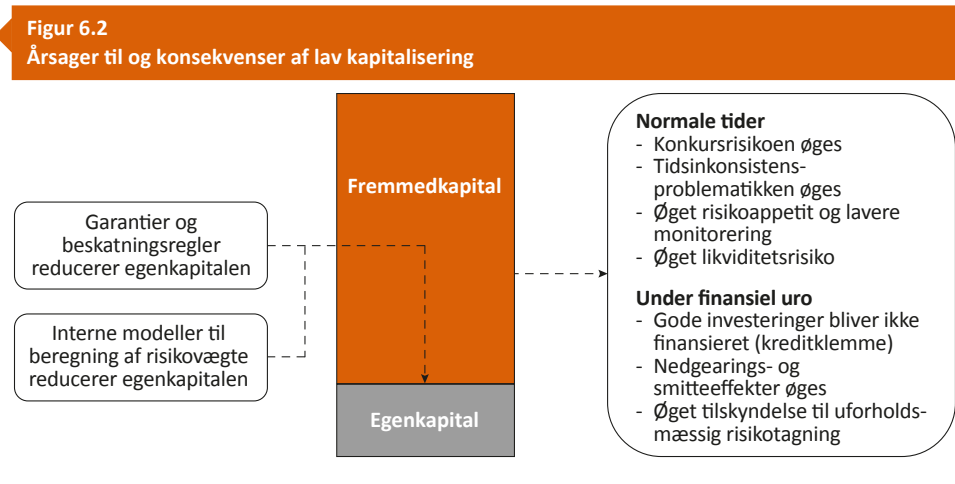 Figur 6.2
Årsager til og konsekvenser af lav kapitalisering
Garantier og
beskatningsregler
reducerer egenkapitalen
Interne modeller til
beregning af risikovægte
reducerer egenkapitalen
Fremmedkapital
Egenkapital
Normale tider
- Konkursrisikoen øges
- Tidsinkonsistens-
problematikken øges
- Øget risikoappetit og lavere
monitorering
- Øget likviditetsrisiko
Under finansiel uro
- Gode investeringer bliver ikke
finansieret (kreditklemme)
- Nedgearings- og
smitteeffekter øges
- Øget tilskyndelse til uforholds-
mæssig risikotagning